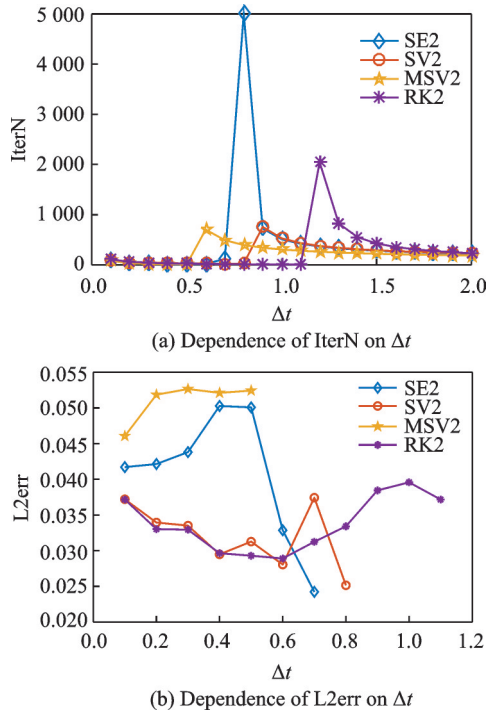 5 000
4 000
3 000
2 000
1 000
0
IterN
SE2
SV2
MSV2
RK2
0.0 0.5 1.0 1.5 2.0
Δt
(a) Dependence of IterN on Δt
0.055
0.050
0.045
0.040
0.035
0.030
0.025
0.020
L2err
SE2
SV2
MSV2
RK2
0.0 0.2 0.4 0.6 0.8 1.0 1.2
Δt
(b) Dependence of L2err on Δt